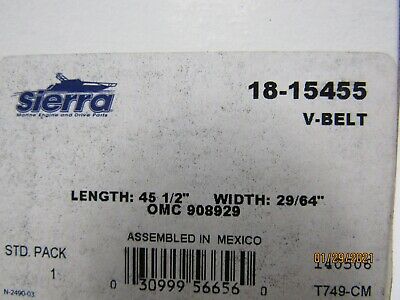 sierra
Marine Engine and Drive Parts
18-15455
V-BELT
LENGTH: 45 1/2" WIDTH: 29/64"
OMC 908929
ASSEMBLED IN MEXICO
STD. PACK
1
0 30999 56656 0
140506
01/29/2021
N-2490-03
T749-CM